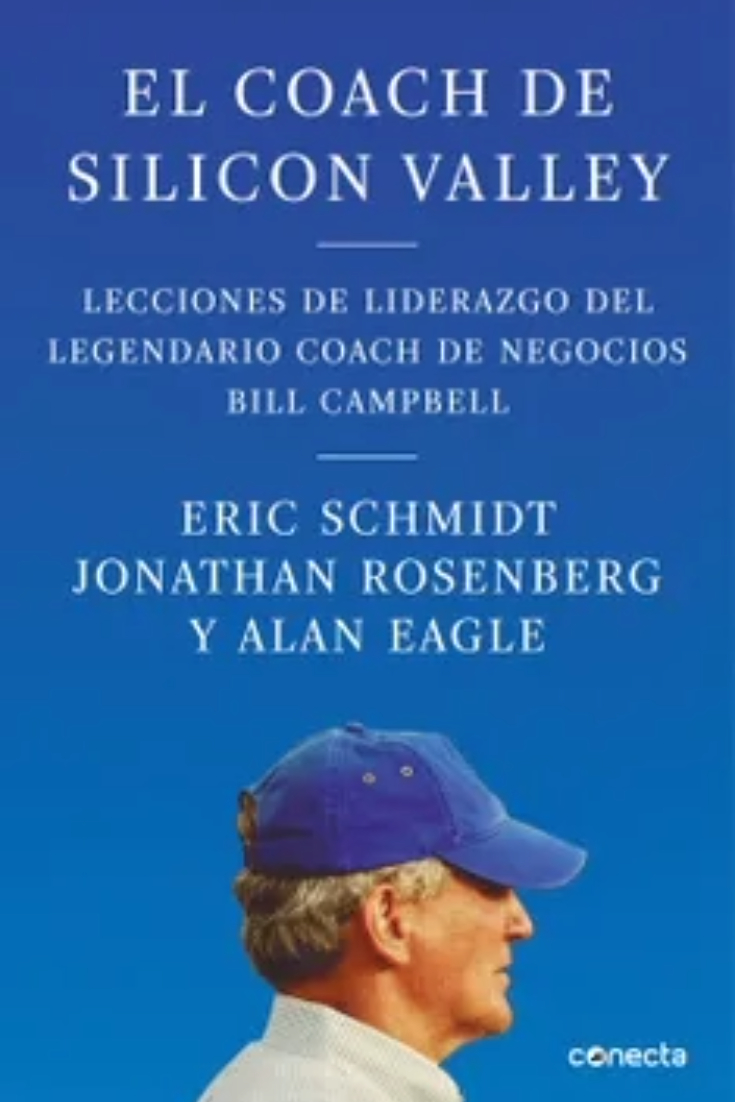 EL COACH DE
SILICON VALLEY
LECCIONES DE LIDERAZGO DEL
LEGENDARIO COACH DE NEGOCIOS
BILL CAMPBELL
ERIC SCHMIDT
JONATHAN ROSENBERG
Y ALAN EAGLE
conecta